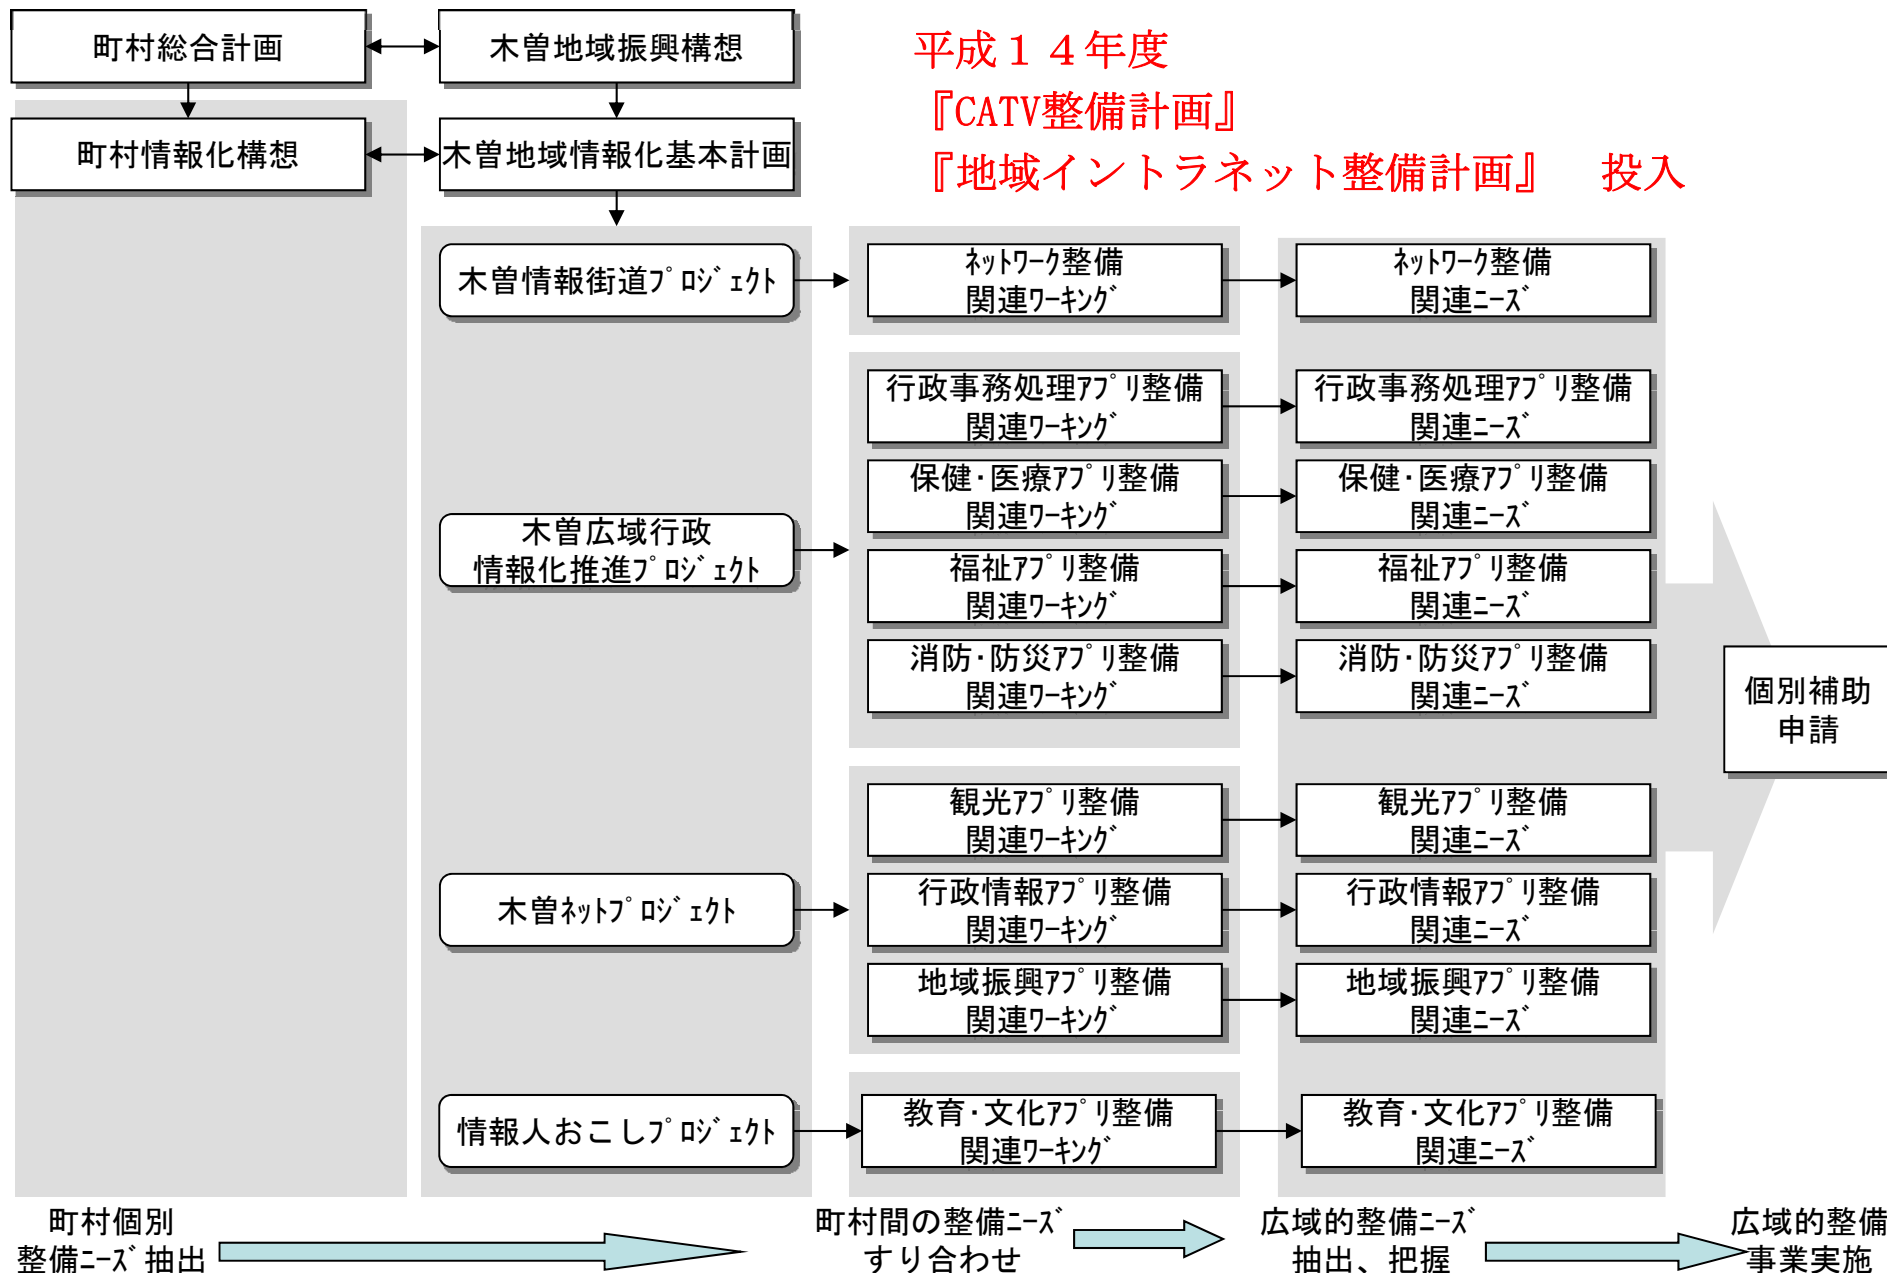 町村総合計画
木曽地域振興構想
平成１４年度
『CATV整備計画』
『地域イントラネット整備計画』　投入
町村情報化構想
木曽地域情報化基本計画
木曽情報街道ﾌﾟﾛｼﾞｪｸﾄ
ﾈｯﾄﾜｰｸ整備
関連ﾜｰｷﾝｸﾞ
ﾈｯﾄﾜｰｸ整備
関連ﾆｰｽﾞ
行政事務処理ｱﾌﾟﾘ整備
関連ﾜｰｷﾝｸﾞ
行政事務処理ｱﾌﾟﾘ整備
関連ﾆｰｽﾞ
木曽広域行政
情報化推進ﾌﾟﾛｼﾞｪｸﾄ
保健･医療ｱﾌﾟﾘ整備
関連ﾜｰｷﾝｸﾞ
保健･医療ｱﾌﾟﾘ整備
関連ﾆｰｽﾞ
福祉ｱﾌﾟﾘ整備
関連ﾜｰｷﾝｸﾞ
福祉ｱﾌﾟﾘ整備
関連ﾆｰｽﾞ
消防･防災ｱﾌﾟﾘ整備
関連ﾜｰｷﾝｸﾞ
消防･防災ｱﾌﾟﾘ整備
関連ﾆｰｽﾞ
個別補助
申請
観光ｱﾌﾟﾘ整備
関連ﾜｰｷﾝｸﾞ
観光ｱﾌﾟﾘ整備
関連ﾆｰｽﾞ
木曽ﾈｯﾄﾌﾟﾛｼﾞｪｸﾄ
行政情報ｱﾌﾟﾘ整備
関連ﾜｰｷﾝｸﾞ
行政情報ｱﾌﾟﾘ整備
関連ﾆｰｽﾞ
地域振興ｱﾌﾟﾘ整備
関連ﾜｰｷﾝｸﾞ
地域振興ｱﾌﾟﾘ整備
関連ﾆｰｽﾞ
情報人おこしﾌﾟﾛｼﾞｪｸﾄ
教育･文化ｱﾌﾟﾘ整備
関連ﾜｰｷﾝｸﾞ
教育･文化ｱﾌﾟﾘ整備
関連ﾆｰｽﾞ
町村個別
整備ﾆｰｽﾞ抽出
町村間の整備ﾆｰｽﾞ
すり合わせ
広域的整備ﾆｰｽﾞ
抽出、把握
広域的整備
事業実施